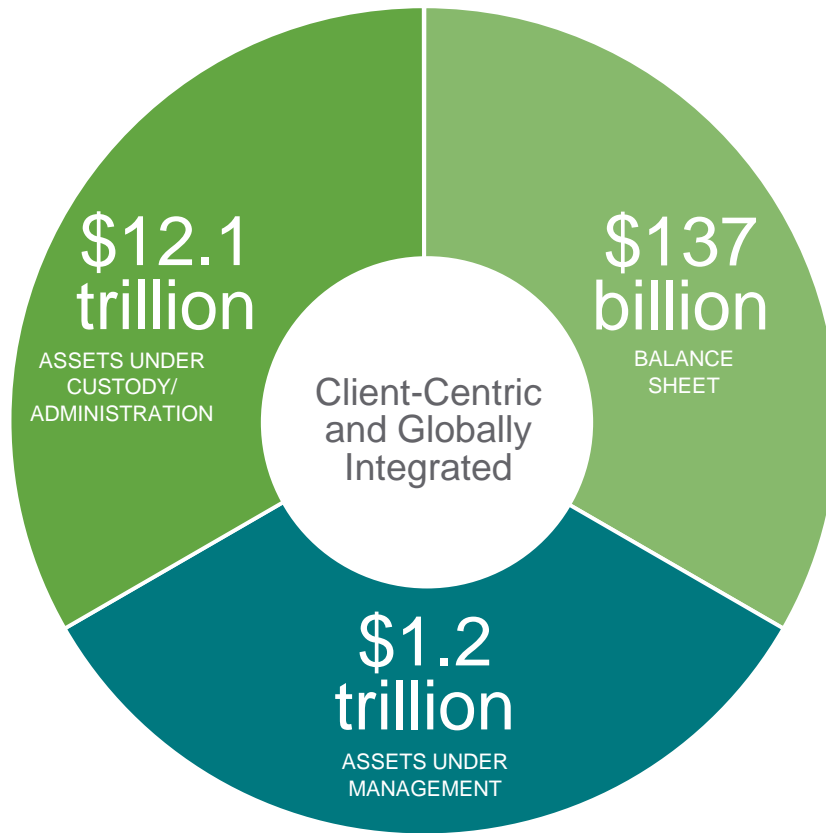 $12.1
trillion
ASSETS UNDER
CUSTODY/
ADMINISTRATION
$137
billion
BALANCE
SHEET
Client-Centric
and Globally
Integrated
$1.2
trillion
ASSETS UNDER
MANAGEMENT